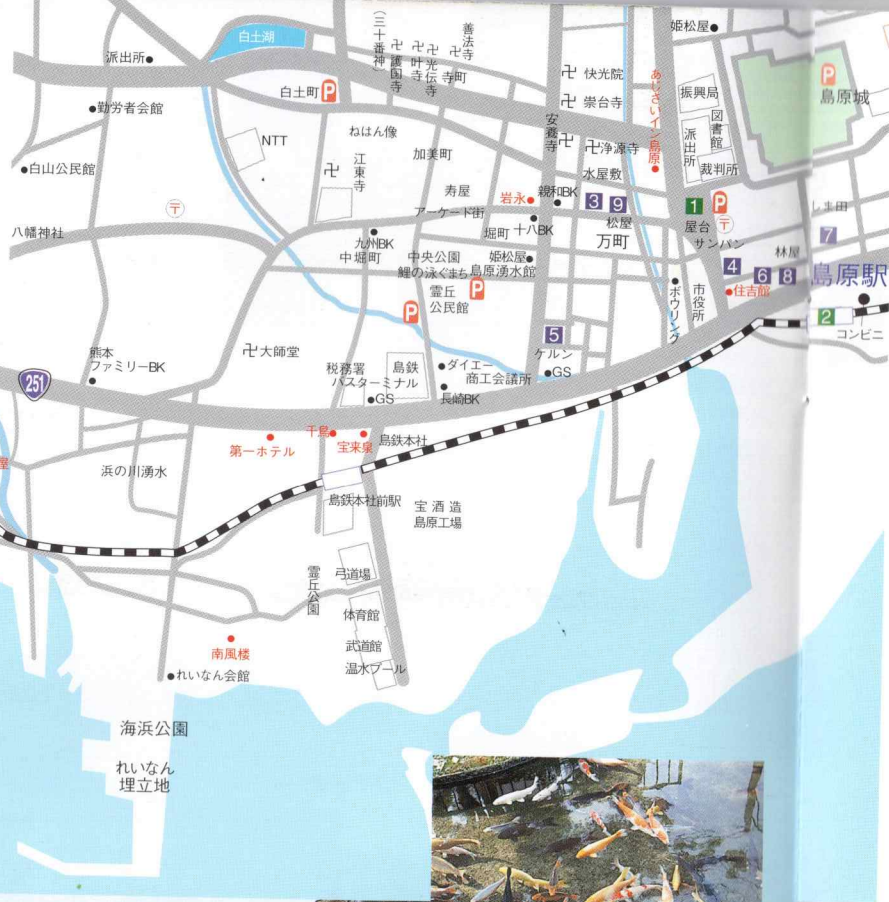 白土湖
派出所
勤労者会館
白土町
P
（三十番神）
卍護国寺
卍叶寺
卍光伝寺
卍善法寺
寺町
卍快光院
卍崇台寺
安養寺
卍
卍浄源寺
水屋敷
姫松屋
あじさいイン島原
振興局
図書館
派出所
裁判所
P
島原城
NTT
ねはん像
卍江東寺
加美町
白山公民館
〒
八幡神社
寿屋
アーケード街
岩永
親和BK
堀町
十八BK
3
9
松屋
万町
1
P
〒
屋台
サンパン
しま田
7
九州BK
中堀町
中央公園
鯉の泳ぐまち
姫松屋
島原湧水館
霊丘公民館
P
P
4
林屋
6
8
島原駅
住吉館
市役所
ボウリング
2
コンビニ
5
ケルン
GS
251
熊本ファミリーBK
卍大師堂
税務署
島鉄バスターミナル
GS
ダイエー
商工会議所
長崎BK
千鳥
宝来泉
島鉄本社
第一ホテル
屋
浜の川湧水
島鉄本社前駅
宝酒造
島原工場
霊丘公園
弓道場
体育館
武道館
温水プール
南風楼
れいなん会館
海浜公園
れいなん
埋立地